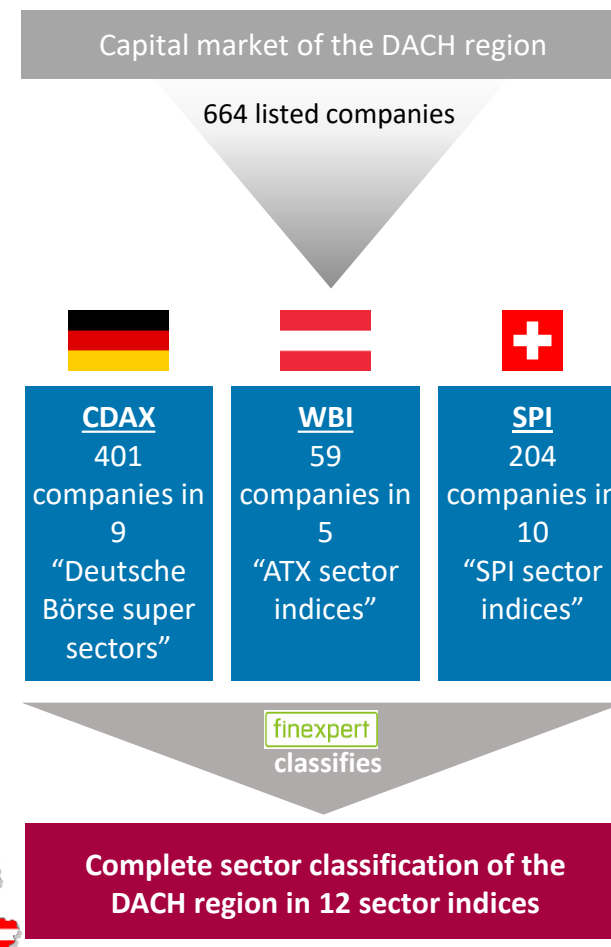 Capital market of the DACH region
664 listed companies
CDAX
401
companies in
9
“Deutsche
Börse super
sectors”
WBI
59
companies in
5
“ATX sector
indices”
SPI
204
companies in
10
“SPI sector
indices”
finexpert
classifies
Complete sector classification of the
DACH region in 12 sector indices